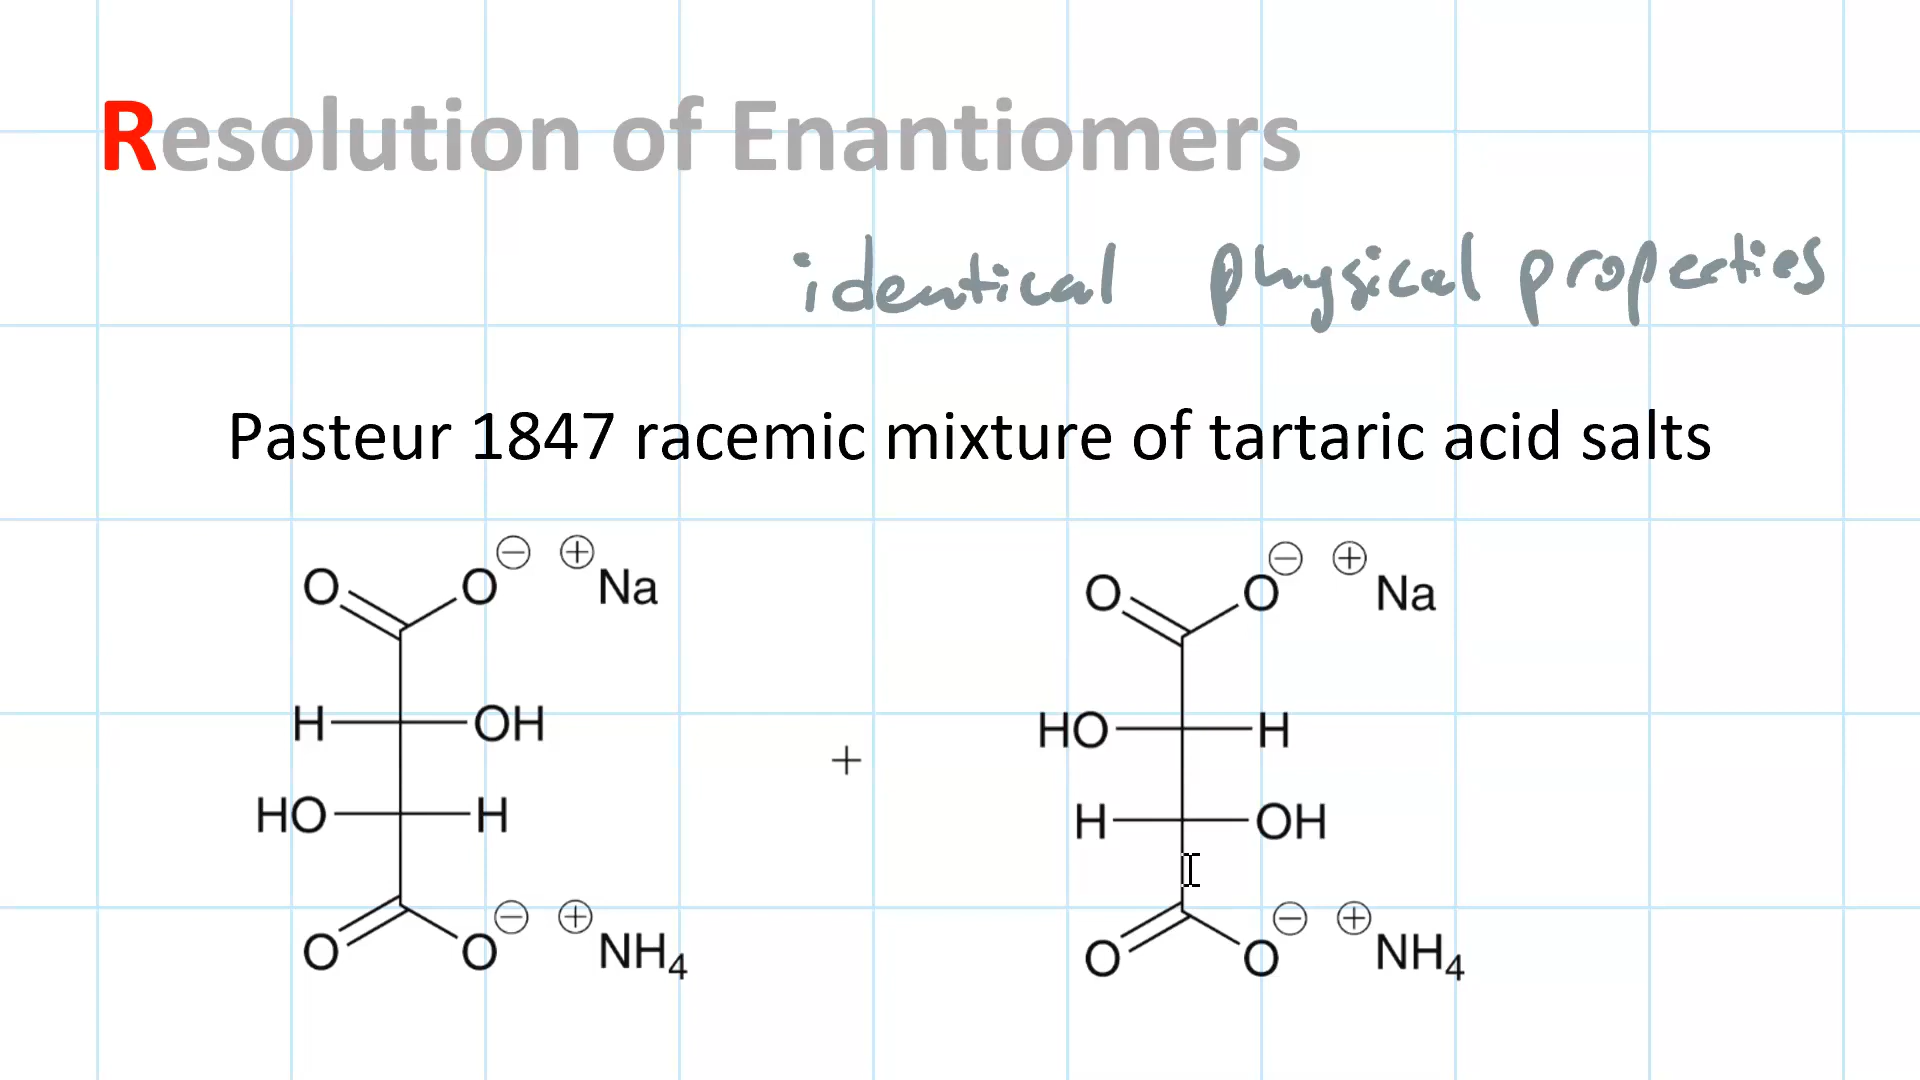 Resolution of Enantiomers
identical physical properties
Pasteur 1847 racemic mixture of tartaric acid salts
O O ⊖ ⊕ Na
H OH
HO H
O O ⊖ ⊕ NH₄
+
O O ⊖ ⊕ Na
HO H
H OH
O O ⊖ ⊕ NH₄